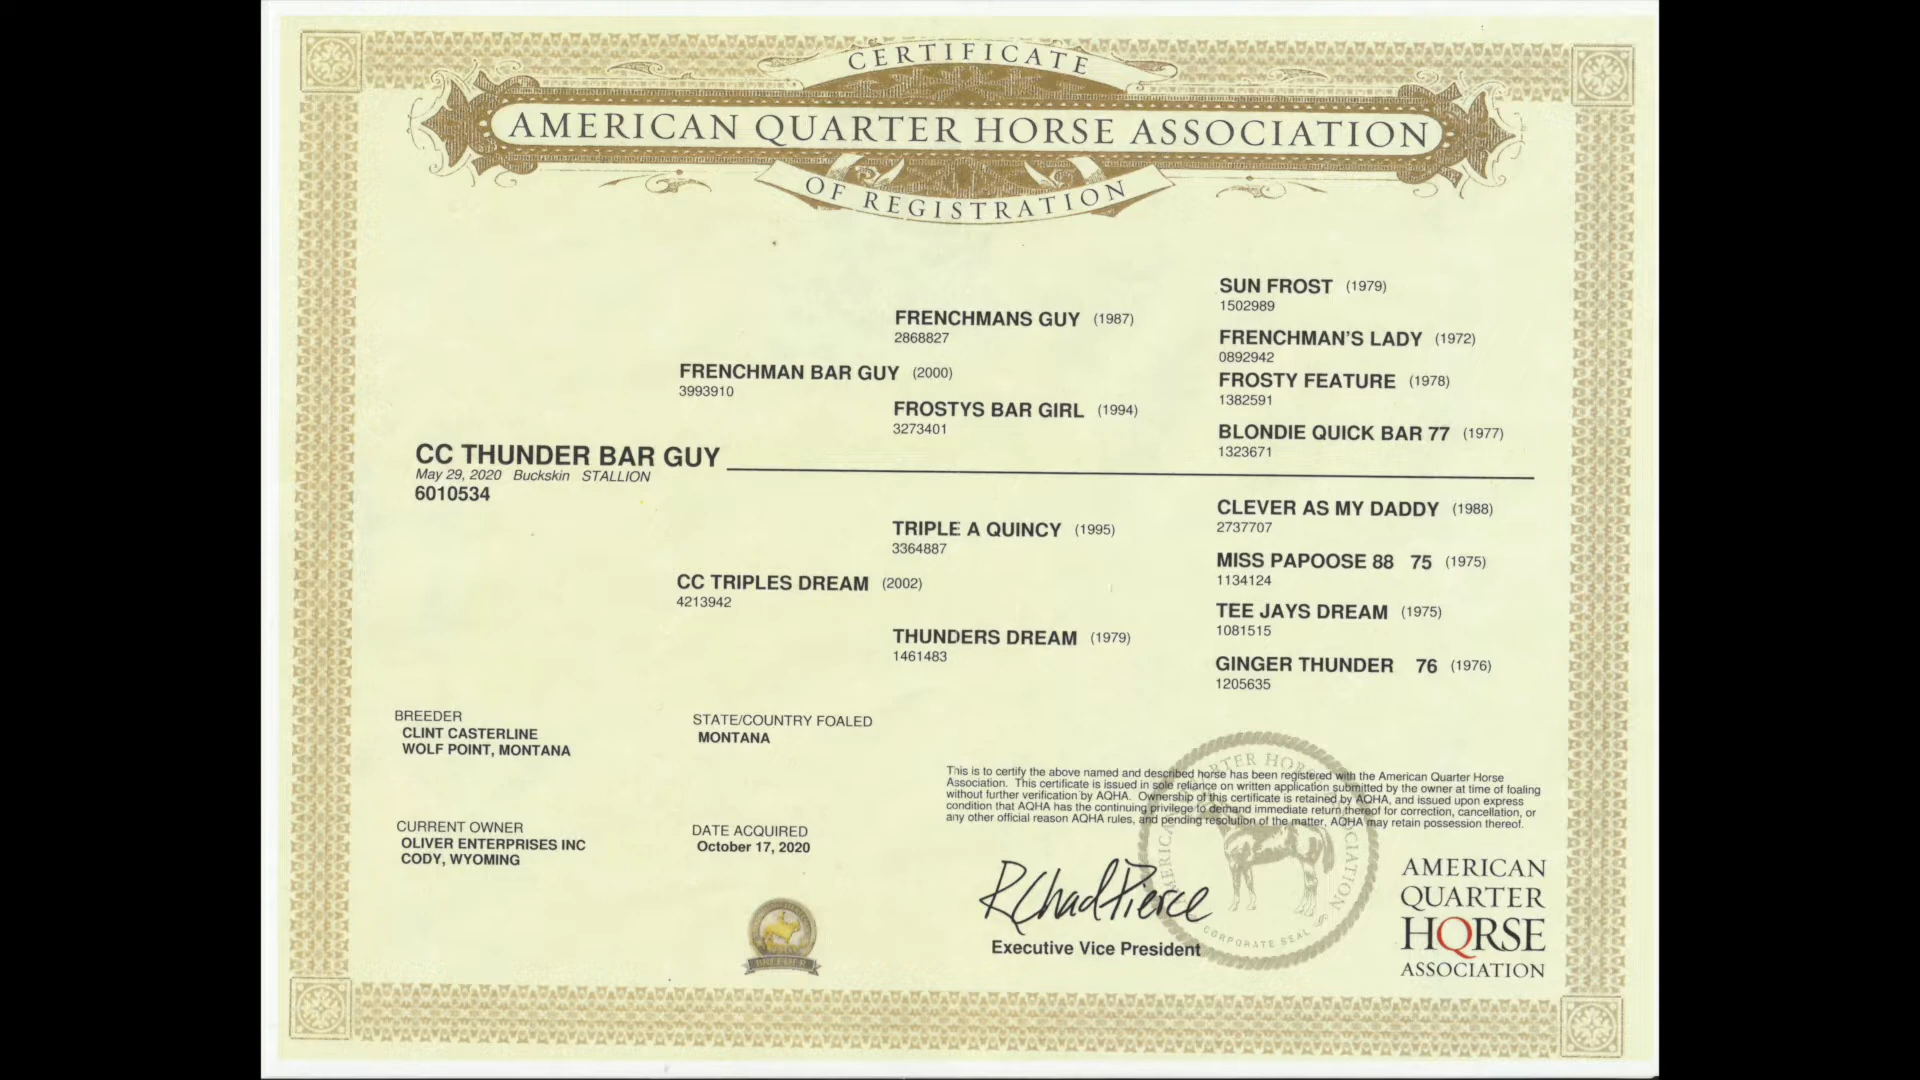 CERTIFICATE
AMERICAN QUARTER HORSE ASSOCIATION
OF REGISTRATION
SUN FROST (1979)
1502989
FRENCHMANS GUY (1987)
2868827
FRENCHMAN'S LADY (1972)
0892942
FRENCHMAN BAR GUY (2000)
3993910
FROSTY FEATURE (1978)
1382591
FROSTYS BAR GIRL (1994)
3273401
BLONDIE QUICK BAR 77 (1977)
1323671
CC THUNDER BAR GUY
May 29, 2020 Buckskin STALLION
6010534
CLEVER AS MY DADDY (1988)
2737707
TRIPLE A QUINCY (1995)
3364887
MISS PAPOOSE 88 75 (1975)
1134124
CC TRIPLES DREAM (2002)
4213942
TEE JAYS DREAM (1975)
1081515
THUNDERS DREAM (1979)
1461483
GINGER THUNDER 76 (1976)
1205635
BREEDER
CLINT CASTERLINE
WOLF POINT, MONTANA
STATE/COUNTRY FOALED
MONTANA
This is to certify the above named and described horse has been registered with the American Quarter Horse
Association. This certificate is issued in sole reliance on written application submitted by the owner at time of foaling
without further verification by AQHA. Ownership of this certificate is retained by AQHA, and issued upon express
condition that AQHA has the continuing privilege to demand immediate return thereof for correction, cancellation, or
any other official reason AQHA rules, and pending resolution of the matter, AQHA may retain possession thereof.
CURRENT OWNER
OLIVER ENTERPRISES INC
CODY, WYOMING
DATE ACQUIRED
October 17, 2020
R Chad Pierce
Executive Vice President
CORPORATE SEAL
BREEDER
AMERICAN
QUARTER
HORSE
ASSOCIATION